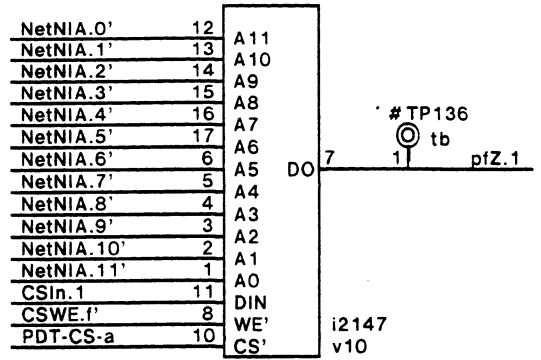 NetNIA.0' 12 A11
NetNIA.1' 13 A10
NetNIA.2' 14 A9
NetNIA.3' 15 A8
NetNIA.4' 16 A7
NetNIA.5' 17 A6
NetNIA.6' 6 A5 DO 7 1 pfZ.1
NetNIA.7' 5 A4
NetNIA.8' 4 A3
NetNIA.9' 3 A2
NetNIA.10' 2 A1
NetNIA.11' 1 A0
CSIn.1 11 DIN
CSWE.f' 8 WE' i2147
PDT-CS-a 10 CS' v10
#TP136
tb